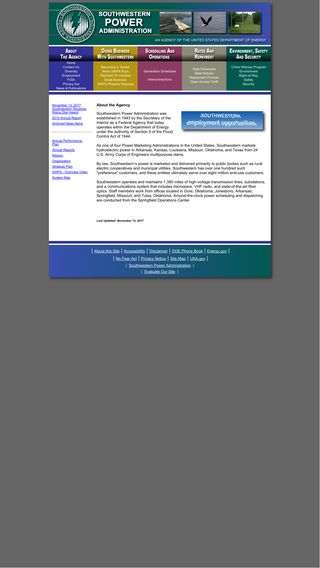 SOUTHWESTERN
POWER
ADMINISTRATION
AN AGENCY OF THE UNITED STATES DEPARTMENT OF ENERGY
ABOUT
THE AGENCY
DOING BUSINESS
WITH SOUTHWESTERN
SCHEDULING AND
OPERATIONS
RATES AND
REPAYMENT
ENVIRONMENT, SAFETY
AND SECURITY
Home
Contact Us
Diversity
Employment
FOIA
Privacy Act
News & Publications
Becoming a Vendor
Payment To Vendors
Small Business
SWPA Property Disposal
Generation Schedules
Interconnections
Rate Schedules
Rate Notices
Repayment Process
Open Access Tariff
Crime Witness Program
Environment
Right-of-Way
Safety
Security
November 13, 2017
Southwestern Receives
Rising Star Award
2015 Annual Report
Archived News Items
Annual Performance
Plan
Annual Reports
Mission
Organization
Strategic Plan
SWPA - Overview Video
System Map
About the Agency
SOUTHWESTERN
employment opportunities
Southwestern Power Administration was
established in 1943 by the Secretary of the
Interior as a Federal Agency that today
operates within the Department of Energy
under the authority of Section 5 of the Flood
Control Act of 1944.
As one of four Power Marketing Administrations in the United States, Southwestern markets
hydroelectric power in Arkansas, Kansas, Louisiana, Missouri, Oklahoma, and Texas from 24
U.S. Army Corps of Engineers multipurpose dams.
By law, Southwestern's power is marketed and delivered primarily to public bodies such as rural
electric cooperatives and municipal utilities. Southwestern has over one hundred such
"preference" customers, and these entities ultimately serve over eight million end-use customers.
Southwestern operates and maintains 1,380 miles of high-voltage transmission lines, substations,
and a communications system that includes microwave, VHF radio, and state-of-the-art fiber
optics. Staff members work from offices located in Gore, Oklahoma; Jonesboro, Arkansas;
Springfield, Missouri; and Tulsa, Oklahoma. Around-the-clock power scheduling and dispatching
are conducted from the Springfield Operations Center.
Last Updated: November 13, 2017
| About this Site | Accessibility | Disclaimer | DOE Phone Book | Energy.gov |
| No Fear Act | Privacy Notice | Site Map | USA.gov |
| Southwestern Power Administration |
| Evaluate Our Site |